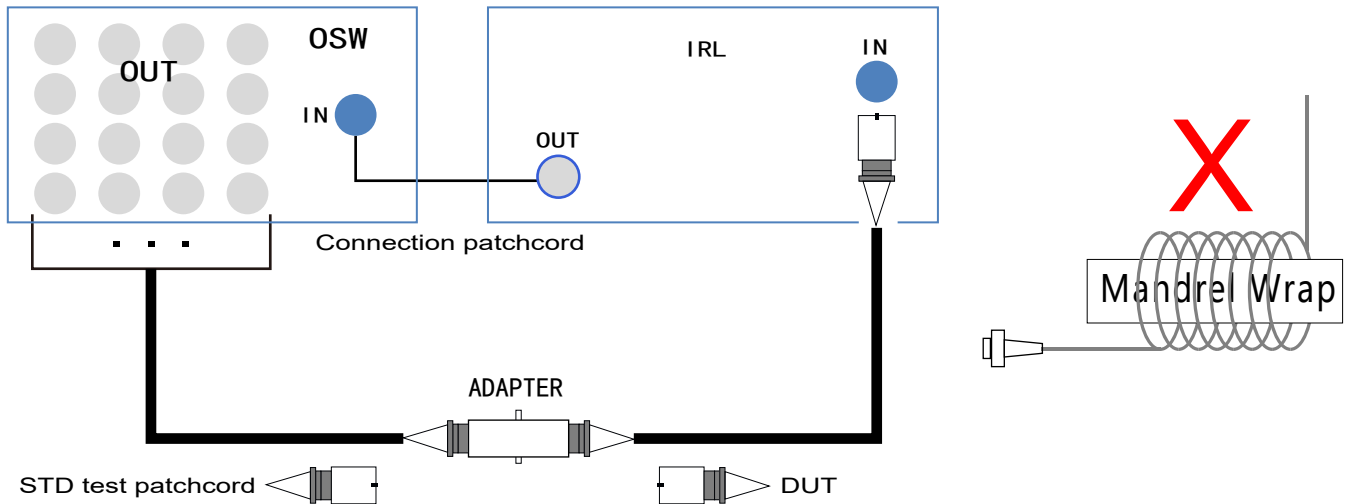 OSW
OUT
IN
IRL
IN
OUT
Connection patchcord
X
Mandrel Wrap
ADAPTER
STD test patchcord
DUT